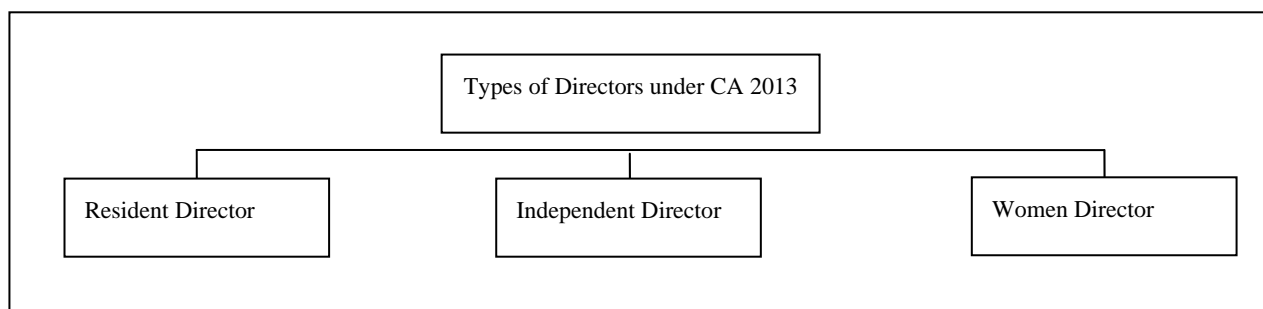 Types of Directors under CA 2013
Resident Director
Independent Director
Women Director